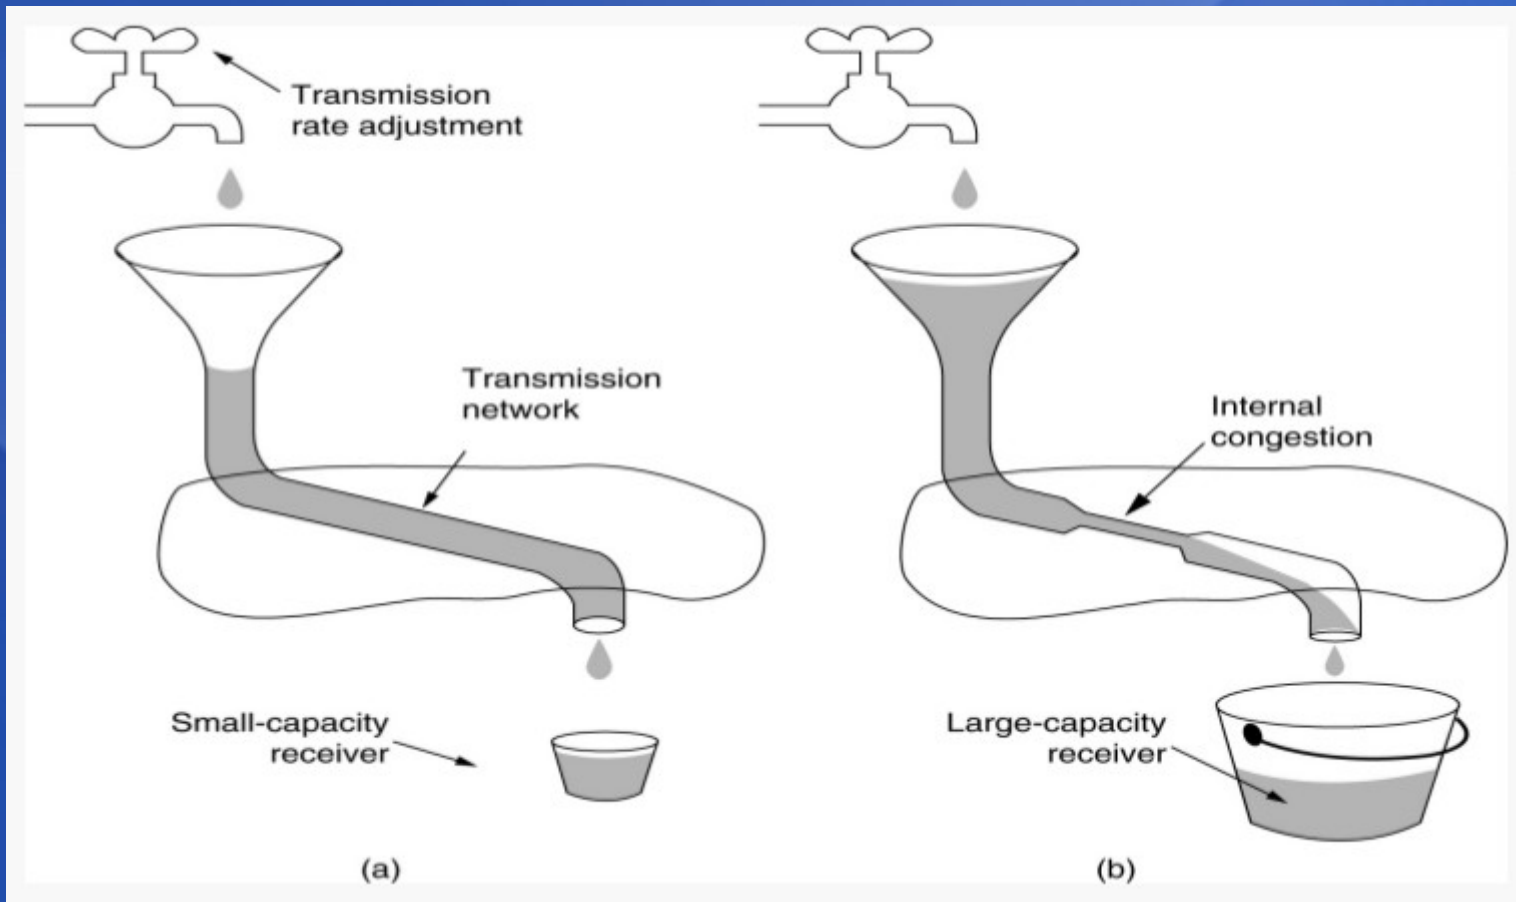 Transmission
rate adjustment
Transmission
network
Small-capacity
receiver
(a)
Internal
congestion
Large-capacity
receiver
(b)